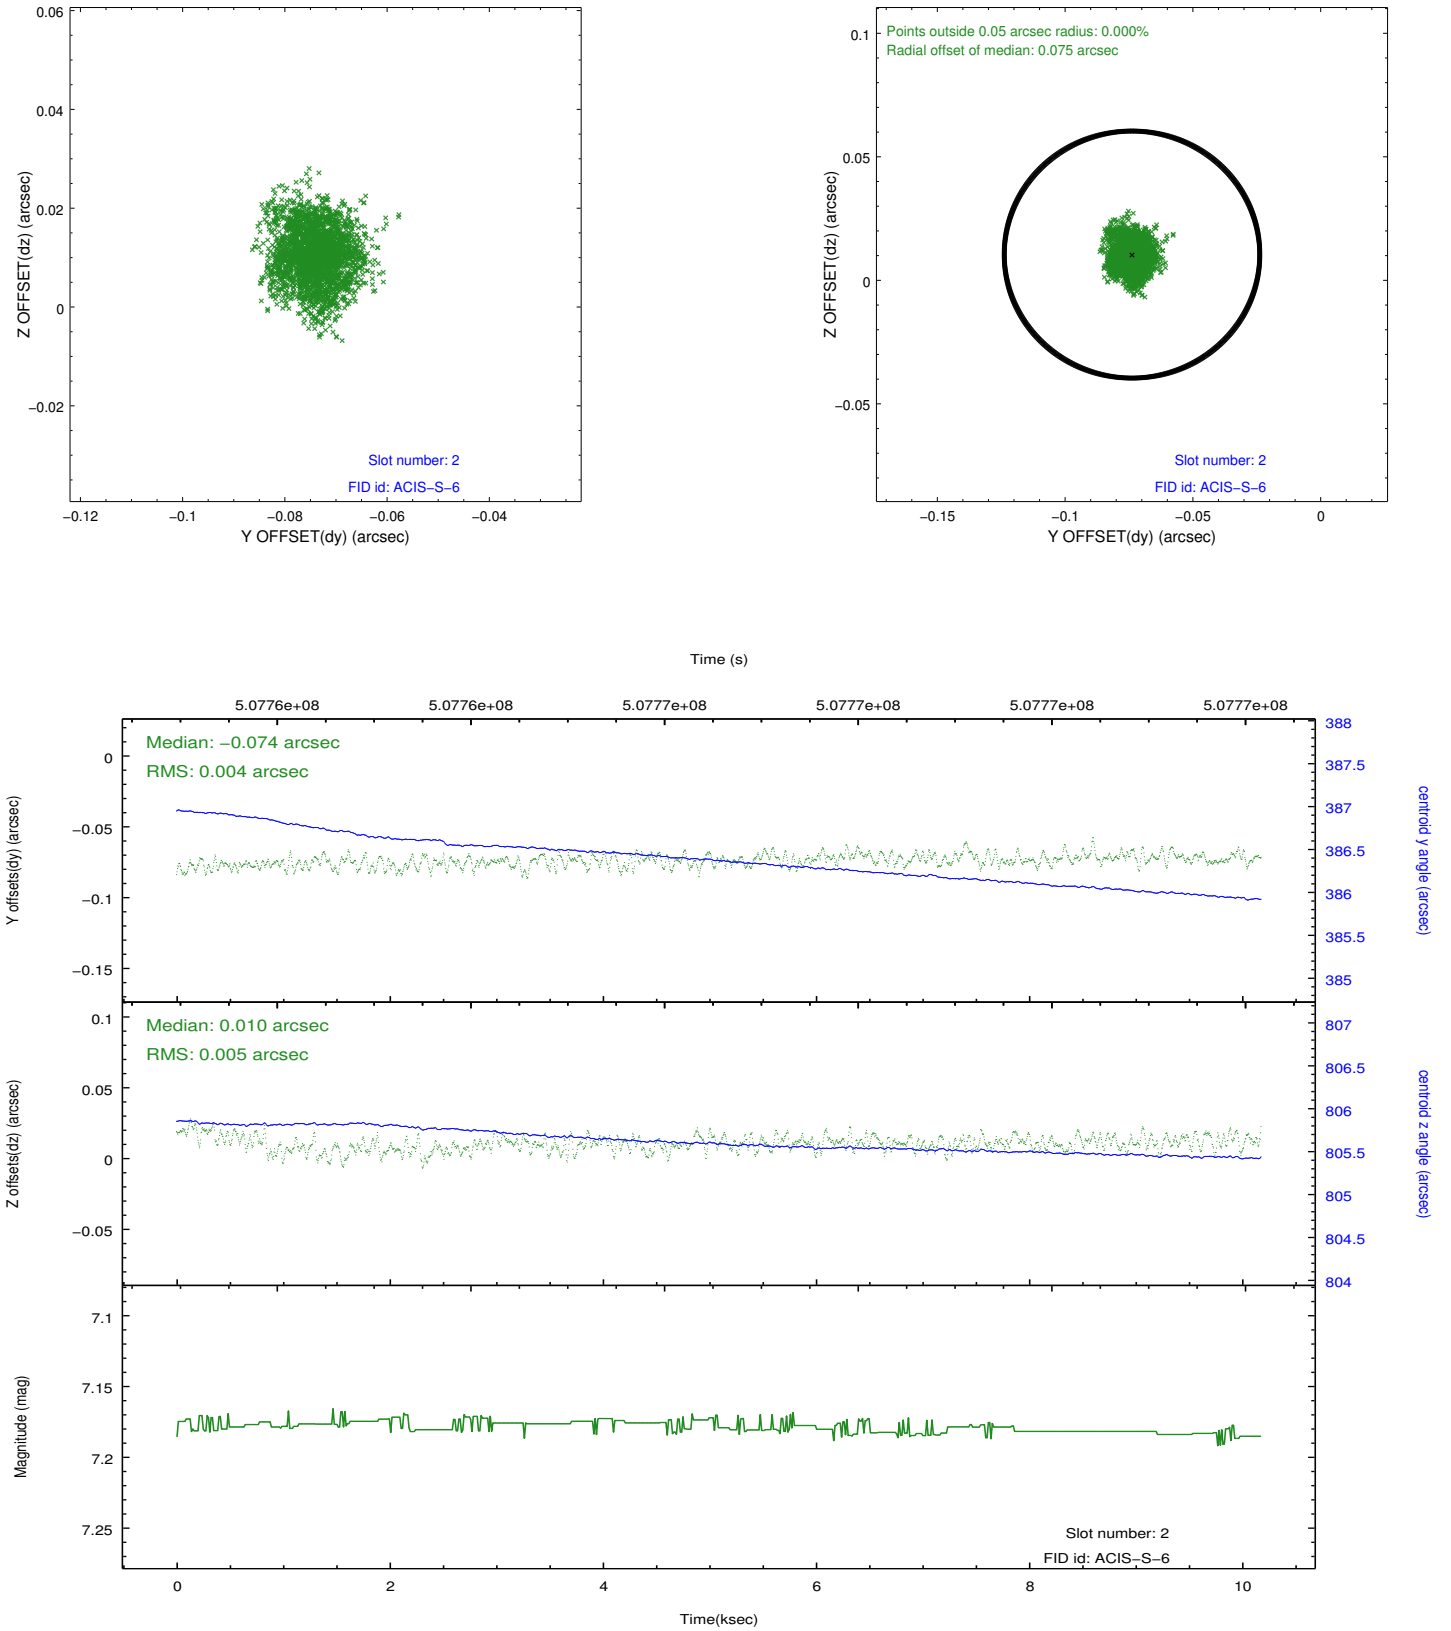 0.06
0.04
0.02
0
−0.02
Z OFFSET(dz) (arcsec)
Slot number: 2
FID id: ACIS−S−6
−0.12 −0.1 −0.08 −0.06 −0.04
Y OFFSET(dy) (arcsec)
Points outside 0.05 arcsec radius: 0.000%
Radial offset of median: 0.075 arcsec
0.1
0.05
0
−0.05
Z OFFSET(dz) (arcsec)
Slot number: 2
FID id: ACIS−S−6
−0.15 −0.1 −0.05 0
Y OFFSET(dy) (arcsec)
Time (s)
5.0776e+08 5.0776e+08 5.0777e+08 5.0777e+08 5.0777e+08 5.0777e+08
Median: −0.074 arcsec
RMS: 0.004 arcsec
0
−0.05
−0.1
−0.15
Y offsets(dy) (arcsec)
388
387.5
387
386.5
386
385.5
385
centroid y angle (arcsec)
Median: 0.010 arcsec
RMS: 0.005 arcsec
0.1
0.05
0
−0.05
Z offsets(dz) (arcsec)
807
806.5
806
805.5
805
804.5
804
centroid z angle (arcsec)
7.1
7.15
7.2
7.25
Magnitude (mag)
Slot number: 2
FID id: ACIS−S−6
0 2 4 6 8 10
Time(ksec)